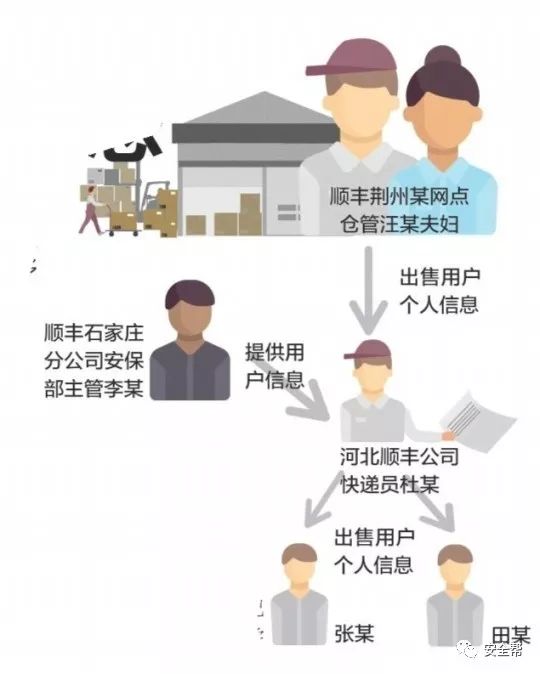 顺丰荆州某网点
仓管汪某夫妇
出售用户
个人信息
顺丰石家庄
分公司安保
部主管李某
提供用
户信息
河北顺丰公司
快递员杜某
出售用户
个人信息
张某
田某
安全帮